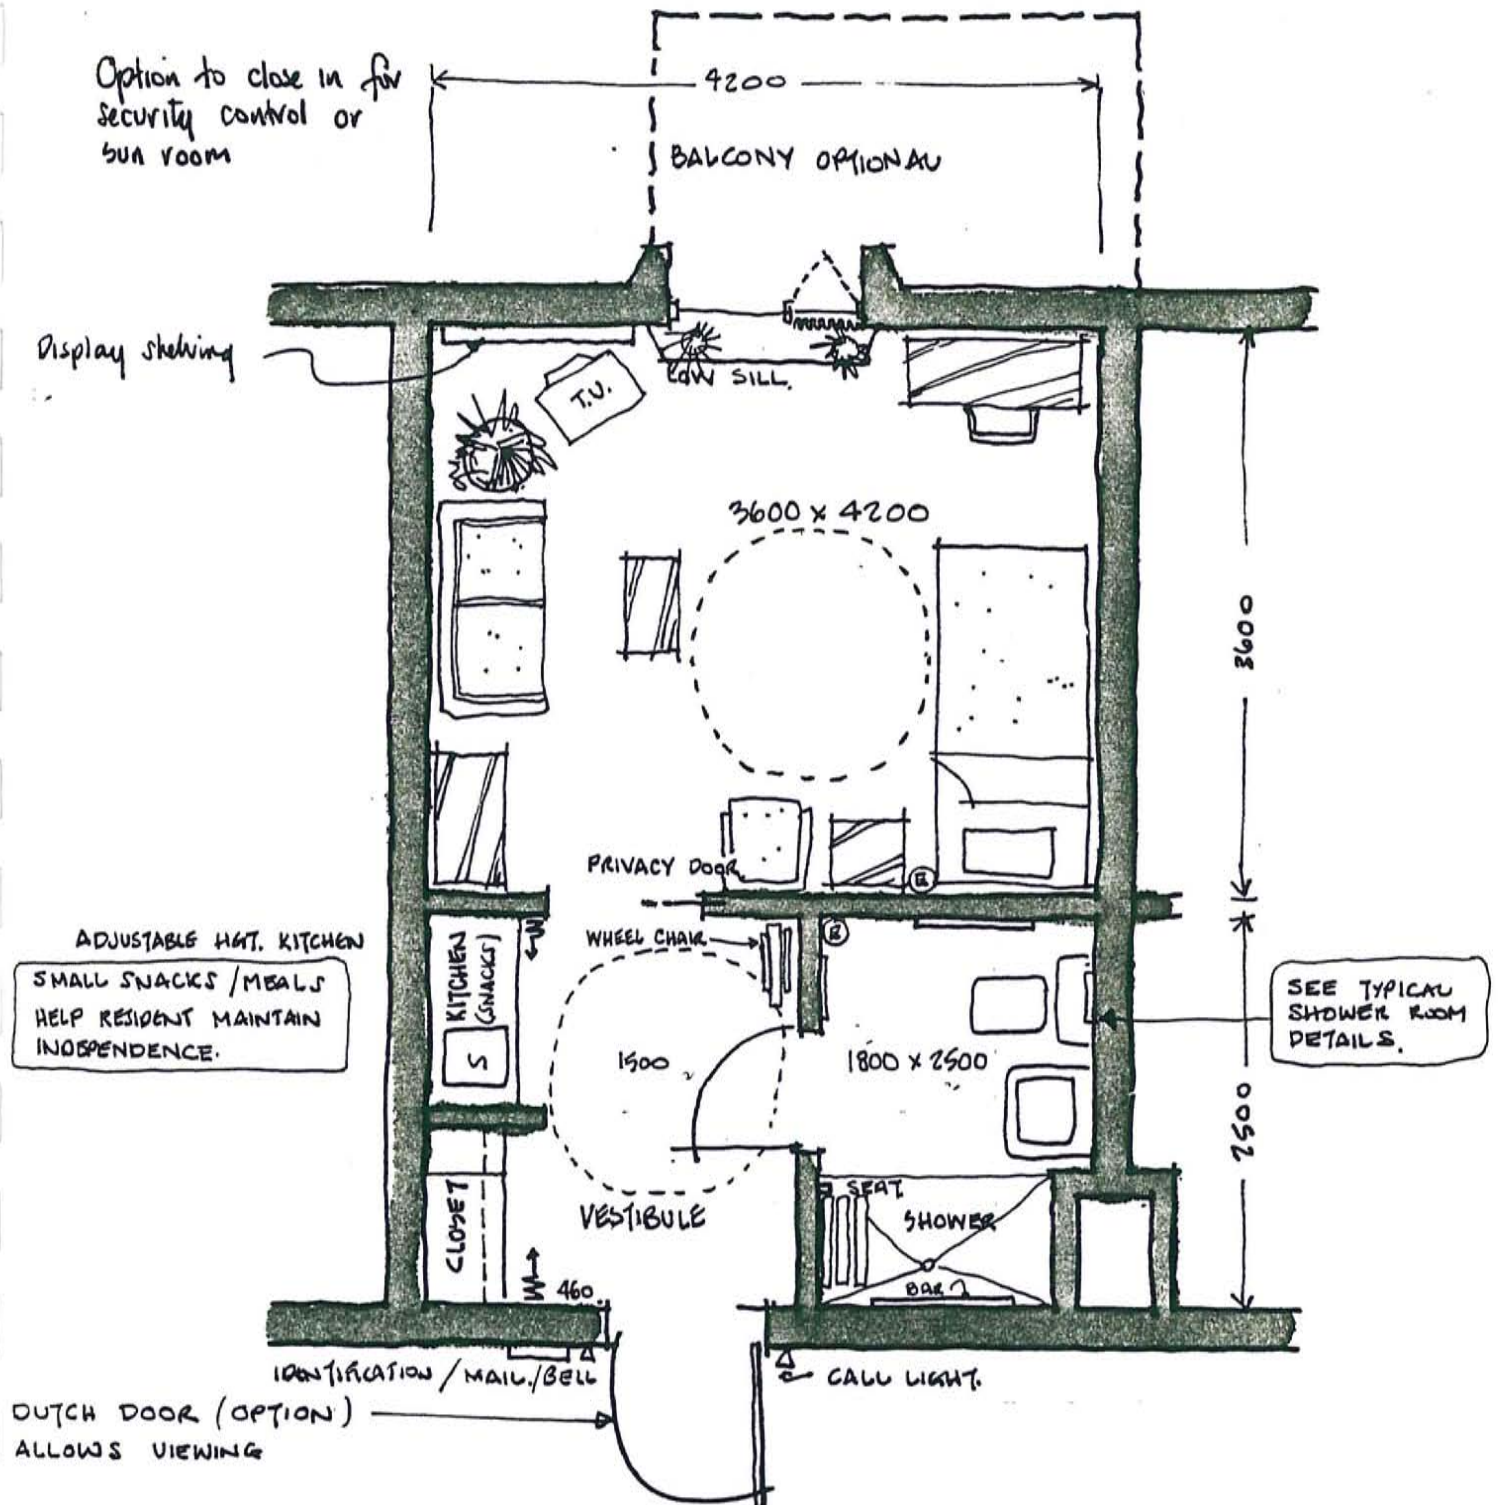 Option to close in for
security control or
sun room
4200
BALCONY OPTIONAL
Display shelving
T.V.
LOW SILL.
3600 x 4200
3600
PRIVACY DOOR
E
WHEEL CHAIR
E
ADJUSTABLE HGT. KITCHEN
SMALL SNACKS / MEALS
HELP RESIDENT MAINTAIN
INDEPENDENCE.
KITCHEN
(SNACKS)
S
1500
1800 x 2500
SEE TYPICAL
SHOWER ROOM
DETAILS.
2500
CLOSET
VESTIBULE
SEAT
SHOWER
BAR
460
IDENTIFICATION / MAIL. / BELL
CALL LIGHT.
DUTCH DOOR (OPTION)
ALLOWS VIEWING